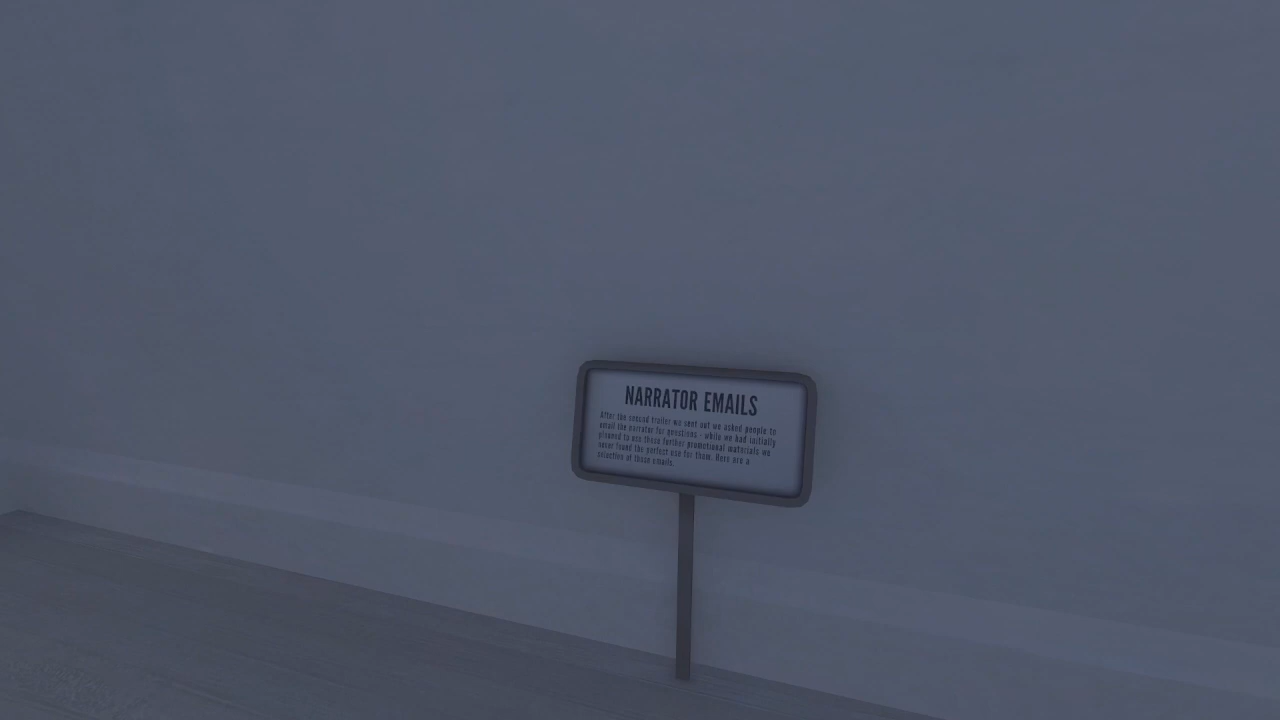 NARRATOR EMAILS
After the second trailer we sent out we asked people to
email the narrator for questions - while we had initially
planned to use these further promotional materials we
never found the perfect use for them. Here are a
selection of those emails.